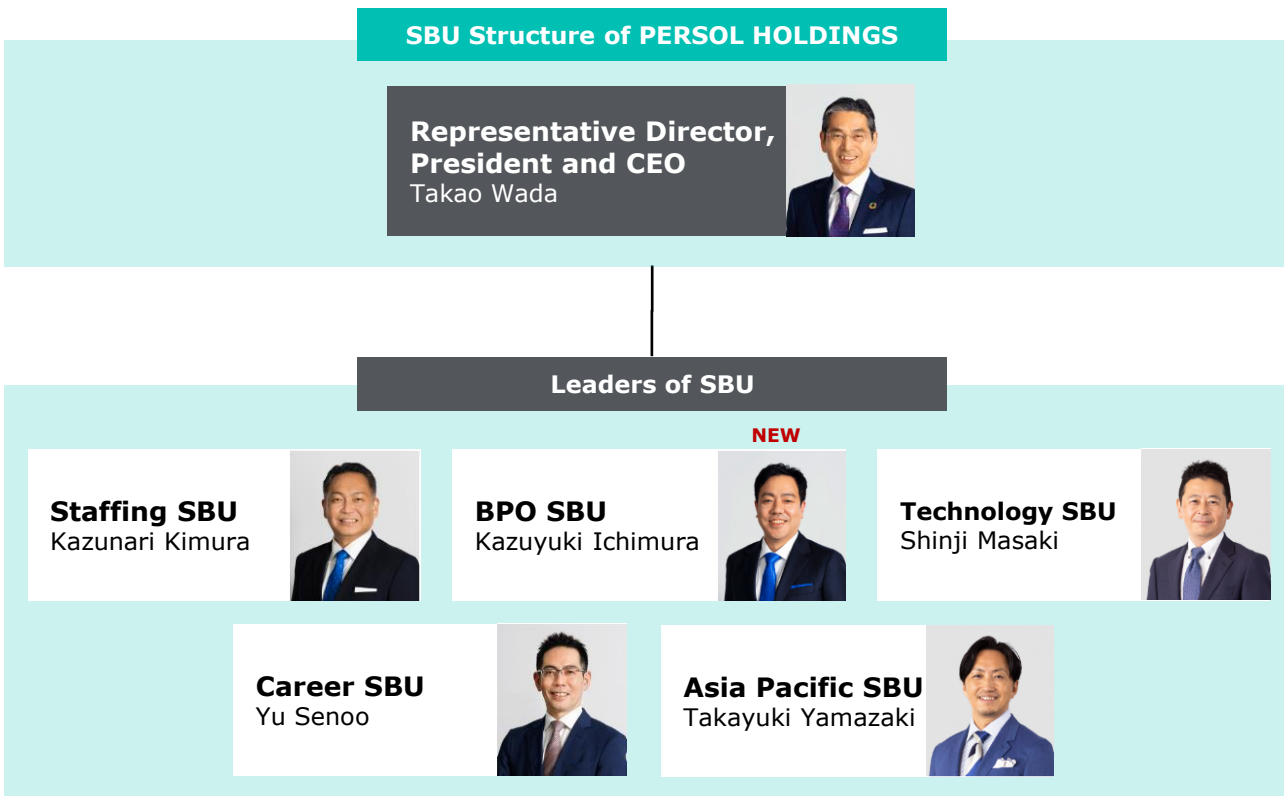 SBU Structure of PERSOL HOLDINGS
Representative Director,
President and CEO
Takao Wada
Leaders of SBU
NEW
Staffing SBU
Kazunari Kimura
BPO SBU
Kazuyuki Ichimura
Technology SBU
Shinji Masaki
Career SBU
Yu Senoo
Asia Pacific SBU
Takayuki Yamazaki